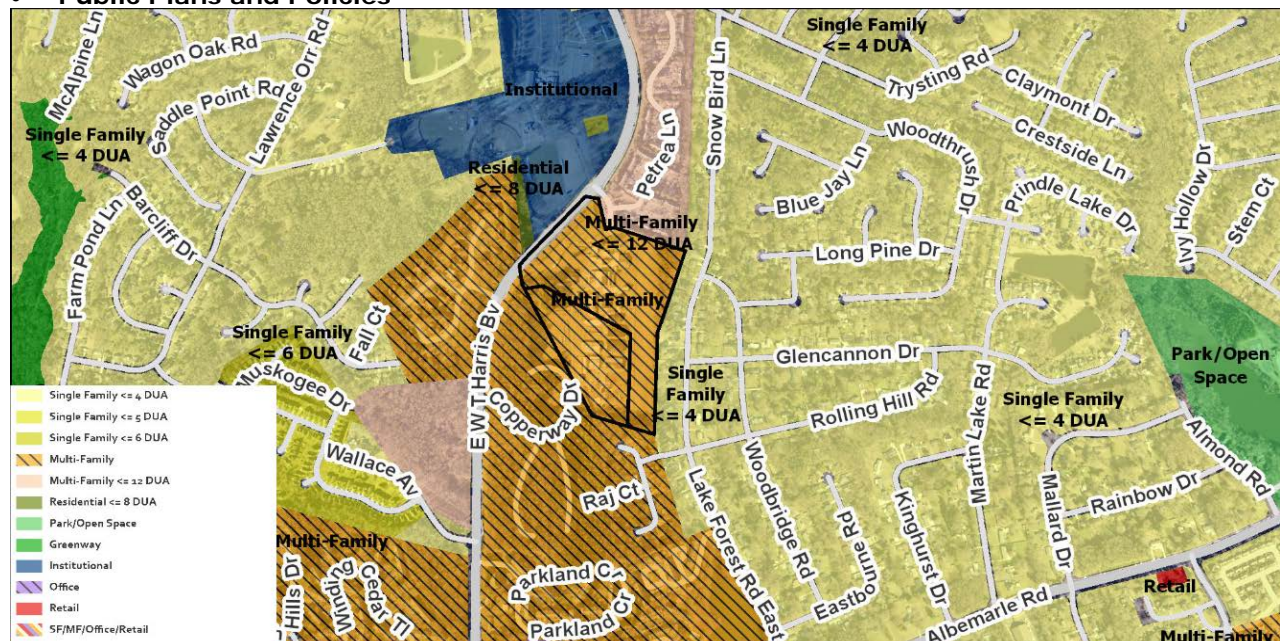 • Public Plans and Policies
McAlpine Ln
Wagon Oak Rd
Saddle Point Rd
Lawrence Orr Rd
Single Family
<= 4 DUA
Farm Pond Ln
Barcliff Dr
Fall Ct
Single Family
<= 6 DUA
Muskogee Dr
Wallace Av
Institutional
Residential
<= 8 DUA
Petrea Ln
Snow Bird Ln
Multi-Family
<= 12 DUA
Multi-Family
E W T Harris Bv
Copperway Dr
Single
Family
<= 4 DUA
Raj Ct
Parkland Cr
Parkland Cr
Multi-Family
Winding Cedar Tl
Hills Dr
Single Family
<= 4 DUA
Trysting Rd
Claymont Dr
Crestside Ln
Woodthrush Dr
Blue Jay Ln
Prindle Lake Dr
Ivy Hollow Dr
Stem Ct
Long Pine Dr
Glencannon Dr
Rolling Hill Rd
Martin Lake Rd
Single Family
<= 4 DUA
Park/Open
Space
Almond Rd
Rainbow Dr
Mallard Dr
Kinghurst Dr
Woodbridge Rd
Eastbourne Rd
Lake Forest Rd East
Albemarle Rd
Retail
Multi-Family
Single Family <= 4 DUA
Single Family <= 5 DUA
Single Family <= 6 DUA
Multi-Family
Multi-Family <= 12 DUA
Residential <= 8 DUA
Park/Open Space
Greenway
Institutional
Office
Retail
SF/MF/Office/Retail